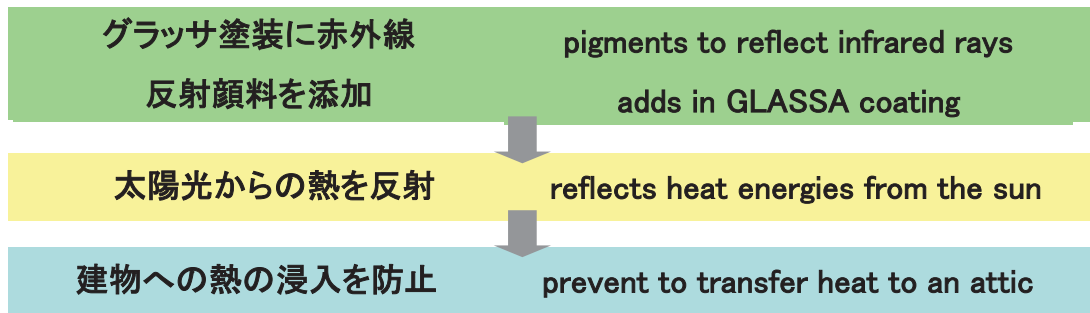 グラッサ塗装に赤外線
反射顔料を添加
pigments to reflect infrared rays
adds in GLASSA coating
太陽光からの熱を反射
reflects heat energies from the sun
建物への熱の浸入を防止
prevent to transfer heat to an attic